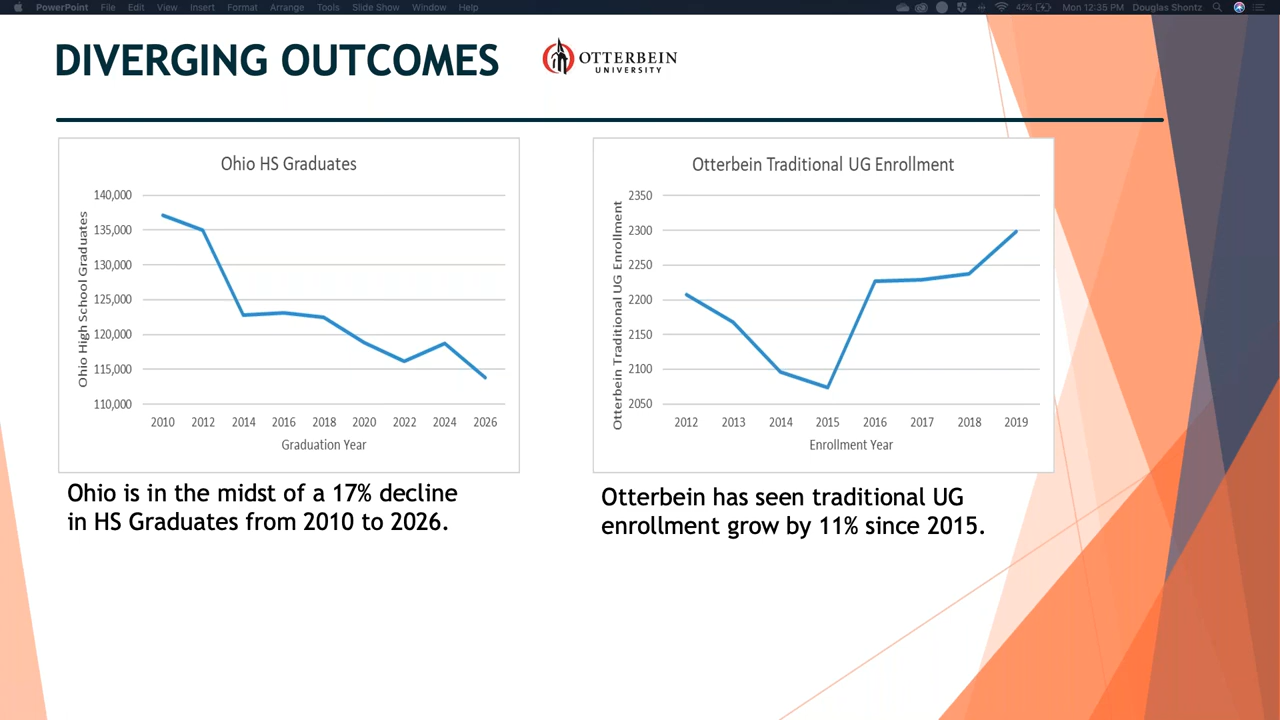 PowerPoint File Edit View Insert Format Arrange Tools Slide Show Window Help 42% Mon 12:35 PM Douglas Shontz
DIVERGING OUTCOMES
OTTERBEIN
UNIVERSITY
Ohio HS Graduates
Ohio High School Graduates
140,000
135,000
130,000
125,000
120,000
115,000
110,000
2010 2012 2014 2016 2018 2020 2022 2024 2026
Graduation Year
Ohio is in the midst of a 17% decline
in HS Graduates from 2010 to 2026.
Otterbein Traditional UG Enrollment
Otterbein Traditional UG Enrollment
2350
2300
2250
2200
2150
2100
2050
2012 2013 2014 2015 2016 2017 2018 2019
Enrollment Year
Otterbein has seen traditional UG
enrollment grow by 11% since 2015.